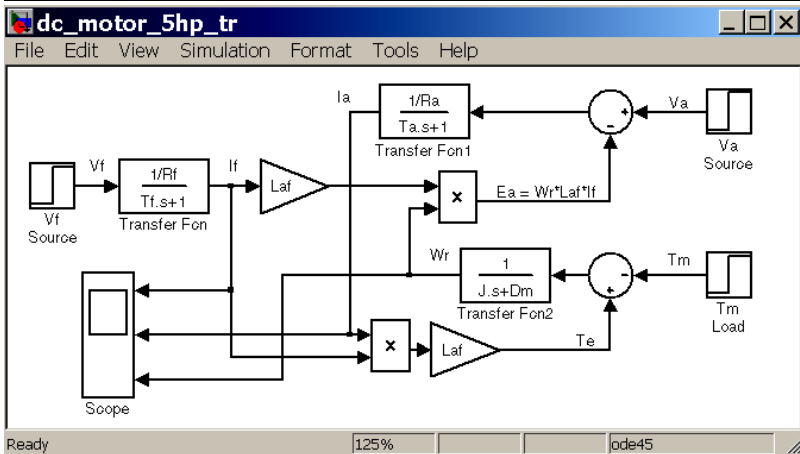 dc_motor_5hp_tr
File Edit View Simulation Format Tools Help
Ia
1/Ra
Ta.s+1
Transfer Fcn1
+
-
Va
Va
Source
Vf
Vf
Source
1/Rf
Tf.s+1
Transfer Fcn
If
Laf
×
Ea = Wr*Laf*If
Wr
1
J.s+Dm
Transfer Fcn2
-
+
Tm
Tm
Load
Scope
×
Laf
Te
Ready 125% ode45